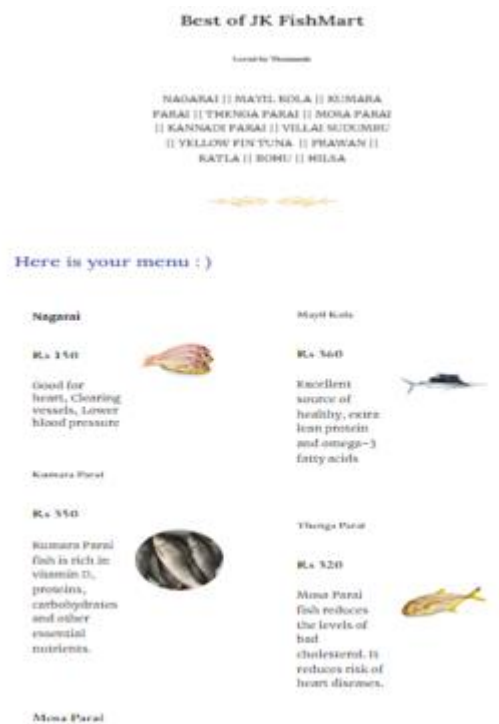 Best of JK FishMart
Loved by Thousands
NAGARAI || MAYIL KOLA || KUMARA
PARAI || THENGA PARAI || MOSA PARAI
|| KANNADI PARAI || VILLAI SUDUMBU
|| YELLOW FIN TUNA || PRAWAN ||
KATLA || ROHU || HILSA
Here is your menu : )
Nagarai
Rs 150
Good for
heart, Clearing
vessels, Lower
blood pressure
Mayil Kola
Rs 360
Excellent
source of
healthy, extra
lean protein
and omega-3
fatty acids
Kumara Parai
Rs 350
Kumara Parai
fish is rich in
vitamin D,
proteins,
carbohydrates
and other
essential
nutrients.
Thenga Parai
Rs 320
Mosa Parai
fish reduces
the levels of
bad
cholesterol. It
reduces risk of
heart diseases.
Mosa Parai